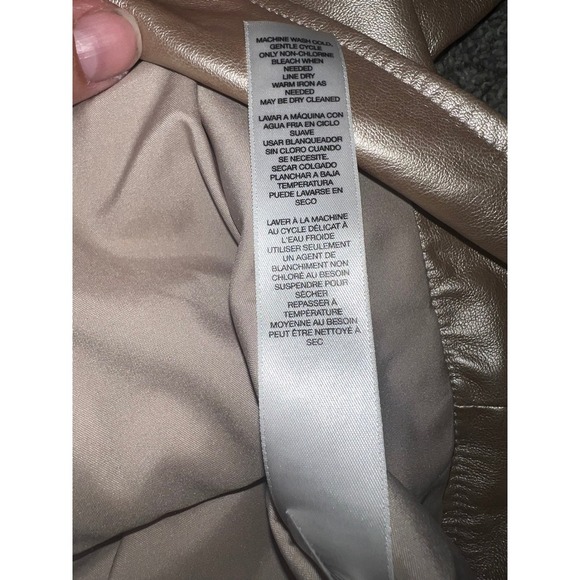 MACHINE WASH COLD,
GENTLE CYCLE
ONLY NON-CHLORINE
BLEACH WHEN
NEEDED
LINE DRY
WARM IRON AS
NEEDED
MAY BE DRY CLEANED
LAVAR A MÁQUINA CON
AGUA FRIA EN CICLO
SUAVE
USAR BLANQUEADOR
SIN CLORO CUANDO
SE NECESITE.
SECAR COLGADO
PLANCHAR A BAJA
TEMPERATURA
PUEDE LAVARSE EN
SECO
LAVER À LA MACHINE
AU CYCLE DÉLICAT À
L'EAU FROIDE
UTILISER SEULEMENT
UN AGENT DE
BLANCHIMENT NON
CHLORÉ AU BESOIN
SUSPENDRE POUR
SÉCHER
REPASSER À
TEMPÉRATURE
MOYENNE AU BESOIN
PEUT ÊTRE NETTOYÉ À
SEC